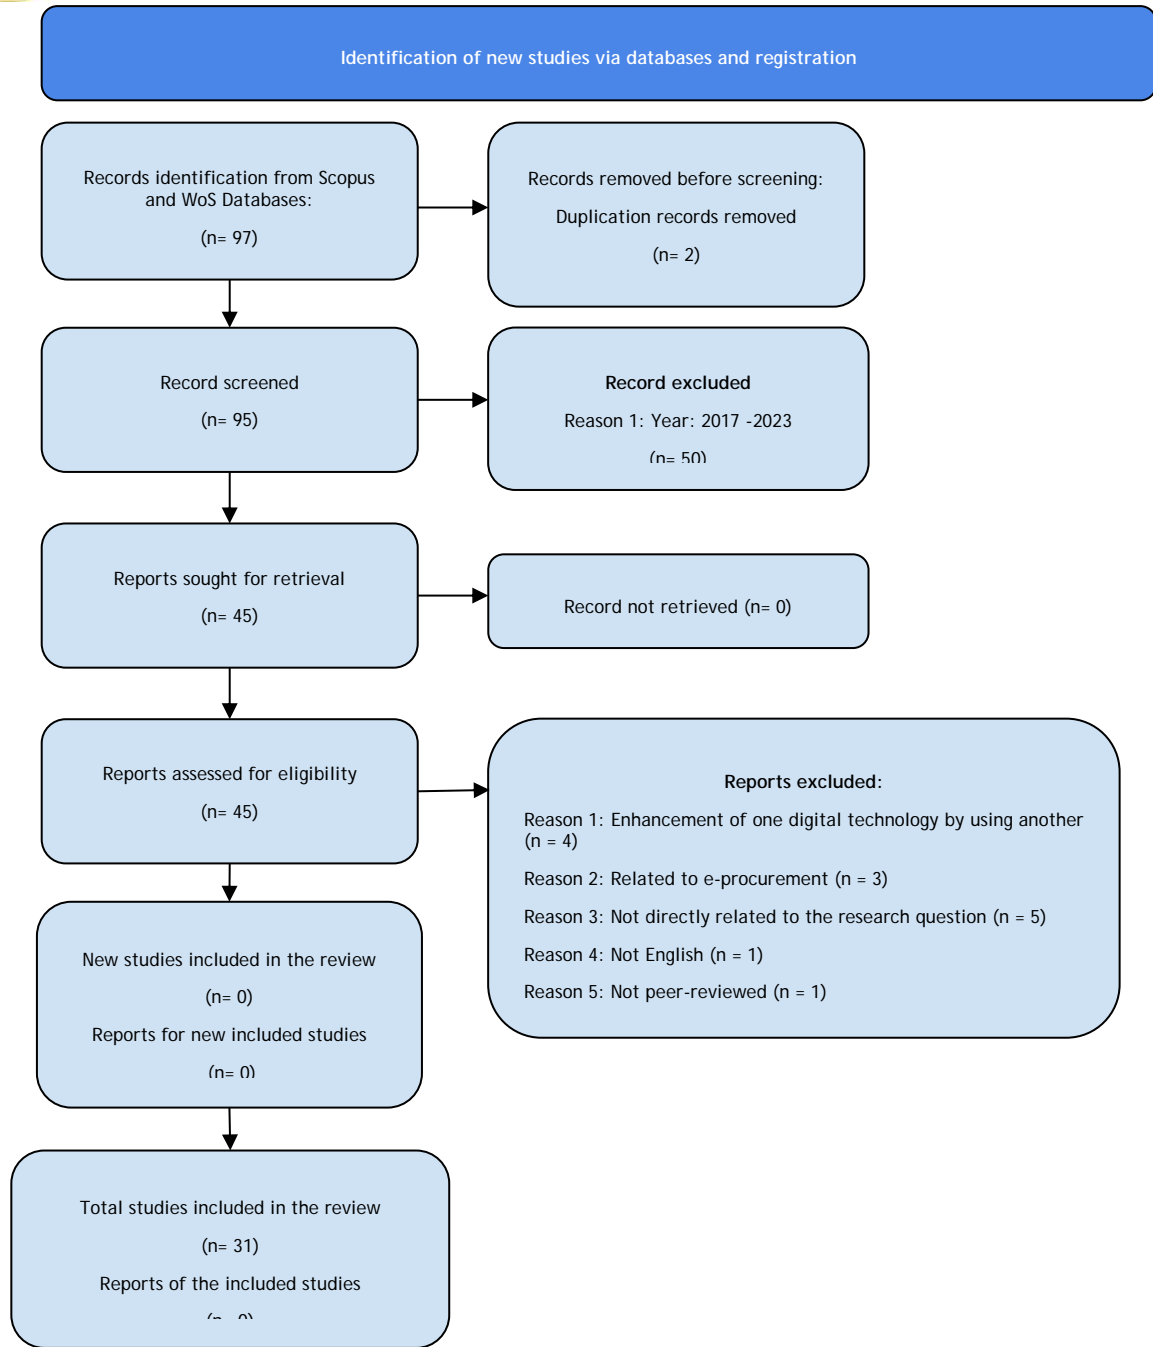 Identification of new studies via databases and registration
Records identification from Scopus
and WoS Databases:
(n= 97)
Records removed before screening:
Duplication records removed
(n= 2)
Record screened
(n= 95)
Record excluded
Reason 1: Year: 2017 -2023
(n= 50)
Reports sought for retrieval
(n= 45)
Record not retrieved (n= 0)
Reports assessed for eligibility
(n= 45)
Reports excluded:
Reason 1: Enhancement of one digital technology by using another
(n = 4)
Reason 2: Related to e-procurement (n = 3)
Reason 3: Not directly related to the research question (n = 5)
Reason 4: Not English (n = 1)
Reason 5: Not peer-reviewed (n = 1)
New studies included in the review
(n= 0)
Reports for new included studies
(n= 0)
Total studies included in the review
(n= 31)
Reports of the included studies